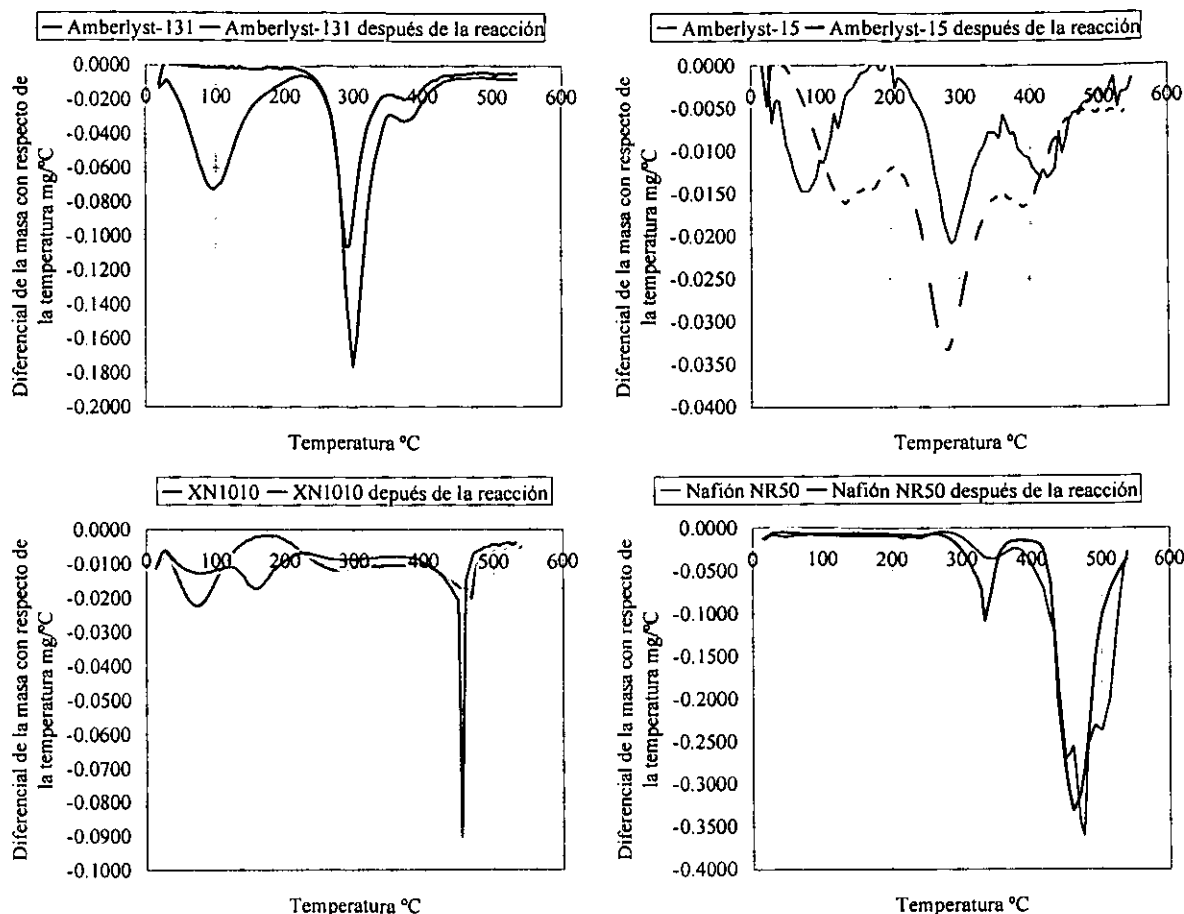 Amberlyst-131 Amberlyst-131 después de la reacción
0.0000
-0.0200
-0.0400
-0.0600
-0.0800
-0.1000
-0.1200
-0.1400
-0.1600
-0.1800
-0.2000
0 100 200 300 400 500 600
Diferencial de la masa con respecto de
la temperatura mg/ºC
Temperatura ºC
Amberlyst-15 Amberlyst-15 después de la reacción
0.0000
-0.0050
-0.0100
-0.0150
-0.0200
-0.0250
-0.0300
-0.0350
-0.0400
0 100 200 300 400 500 600
Diferencial de la masa con respecto de
la temperatura mg/ºC
Temperatura ºC
XN1010 XN1010 depués de la reacción
0.0000
-0.0100
-0.0200
-0.0300
-0.0400
-0.0500
-0.0600
-0.0700
-0.0800
-0.0900
-0.1000
0 100 200 300 400 500 600
Diferencial de la masa con respecto de
la temperatura mg/ºC
Temperatura ºC
Nafión NR50 Nafión NR50 después de la reacción
0.0000
-0.0500
-0.1000
-0.1500
-0.2000
-0.2500
-0.3000
-0.3500
-0.4000
0 100 200 300 400 500 600
Diferencial de la masa con respecto de
la temperatura mg/ºC
Temperatura ºC